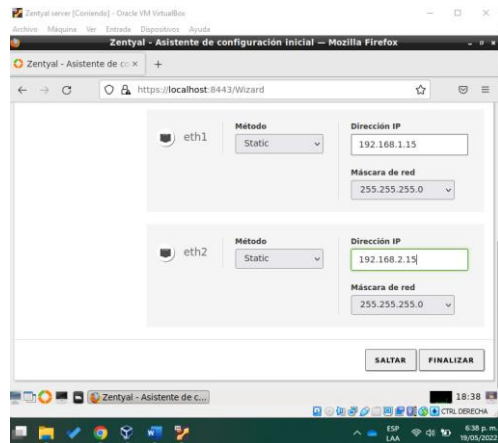 Zentyal server [Corriendo] - Oracle VM VirtualBox
Archivo Máquina Ver Entrada Dispositivos Ayuda
Zentyal - Asistente de configuración inicial — Mozilla Firefox
Zentyal - Asistente de co
https://localhost:8443/Wizard
eth1
Método
Static
Dirección IP
192.168.1.15
Máscara de red
255.255.255.0
eth2
Método
Static
Dirección IP
192.168.2.15
Máscara de red
255.255.255.0
SALTAR FINALIZAR
Zentyal - Asistente de c... 18:38
CTRL DERECHA
ESP 6:38 p. m.
LAA 19/05/2022